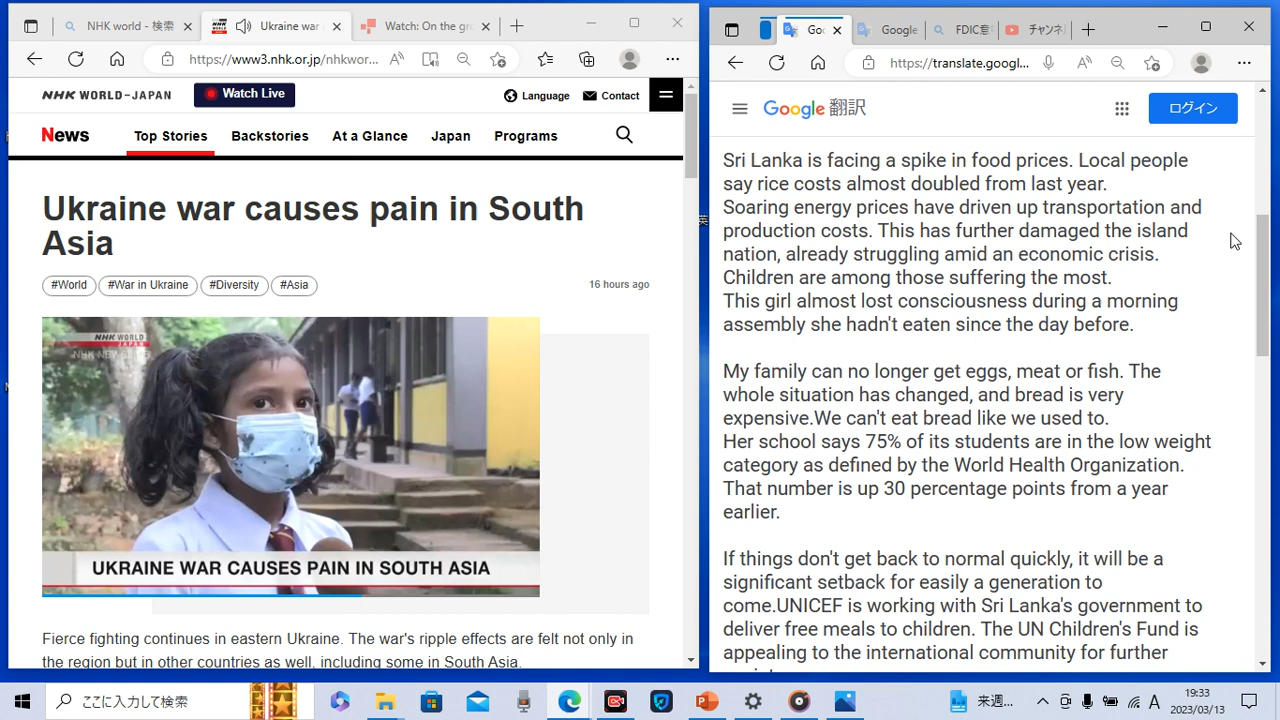 NHK world - 検索
Ukraine war
Watch: On the gr
https://www3.nhk.or.jp/nhkwor...
NHK WORLD-JAPAN
Watch Live
Language
Contact
News
Top Stories
Backstories
At a Glance
Japan
Programs
Ukraine war causes pain in South
Asia
#World
#War in Ukraine
#Diversity
#Asia
16 hours ago
NHK WORLD
JAPAN
UKRAINE WAR CAUSES PAIN IN SOUTH ASIA
Fierce fighting continues in eastern Ukraine. The war's ripple effects are felt not only in
the region but in other countries as well, including some in South Asia.
Goo
Google
FDIC意
チャンネ
https://translate.googl...
Google 翻訳
ログイン
Sri Lanka is facing a spike in food prices. Local people
say rice costs almost doubled from last year.
Soaring energy prices have driven up transportation and
production costs. This has further damaged the island
nation, already struggling amid an economic crisis.
Children are among those suffering the most.
This girl almost lost consciousness during a morning
assembly she hadn't eaten since the day before.
My family can no longer get eggs, meat or fish. The
whole situation has changed, and bread is very
expensive.We can't eat bread like we used to.
Her school says 75% of its students are in the low weight
category as defined by the World Health Organization.
That number is up 30 percentage points from a year
earlier.
If things don't get back to normal quickly, it will be a
significant setback for easily a generation to
come.UNICEF is working with Sri Lanka's government to
deliver free meals to children. The UN Children's Fund is
appealing to the international community for further
ここに入力して検索
来週...
A
19:33
2023/03/13